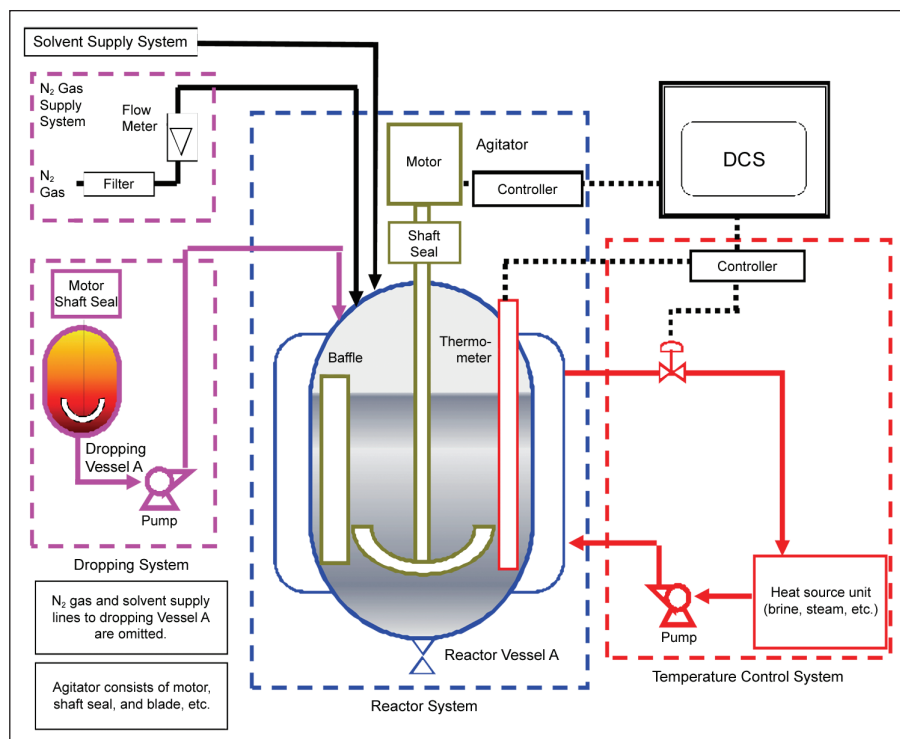 Solvent Supply System
N₂ Gas
Supply
System
Flow
Meter
N₂
Gas
Filter
Motor
Agitator
Controller
DCS
Shaft
Seal
Controller
Motor
Shaft Seal
Baffle
Thermo-
meter
Dropping
Vessel A
Pump
Dropping System
Heat source unit
(brine, steam, etc.)
Pump
N₂ gas and solvent supply
lines to dropping Vessel A
are omitted.
Reactor Vessel A
Temperature Control System
Agitator consists of motor,
shaft seal, and blade, etc.
Reactor System